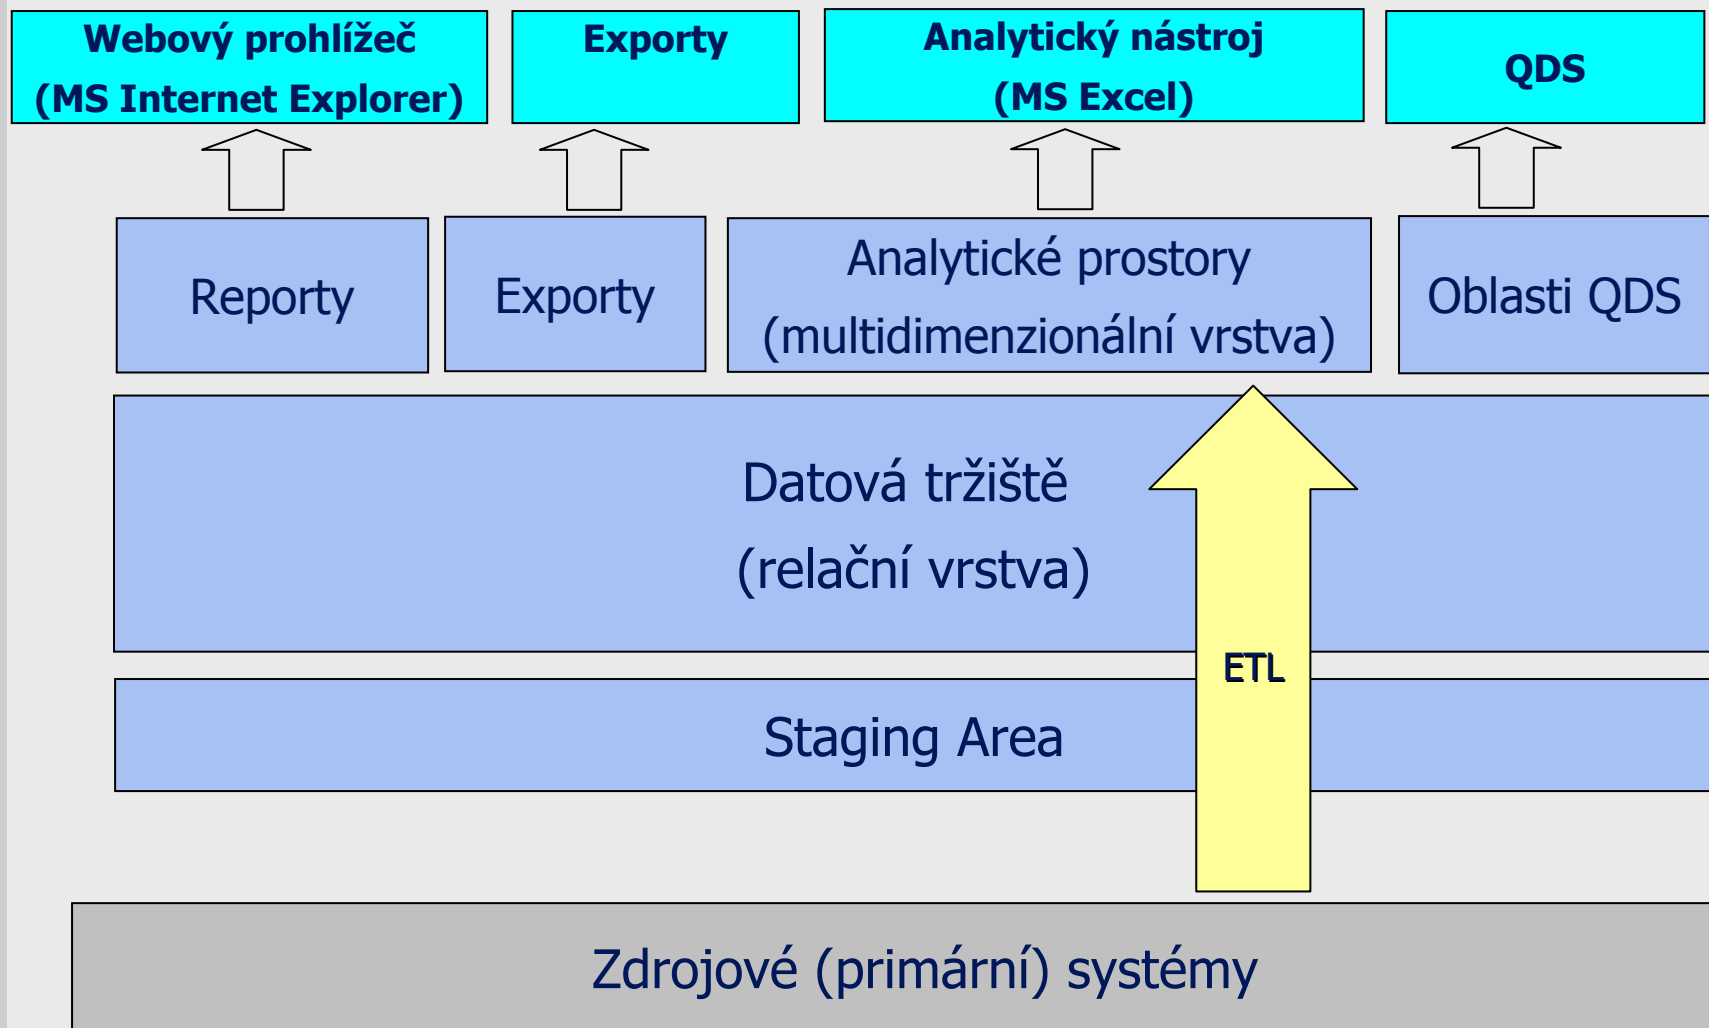 Webový prohlížeč
(MS Internet Explorer)
Exporty
Analytický nástroj
(MS Excel)
QDS
Reporty
Exporty
Analytické prostory
(multidimenzionální vrstva)
Oblasti QDS
Datová tržiště
(relační vrstva)
ETL
Staging Area
Zdrojové (primární) systémy